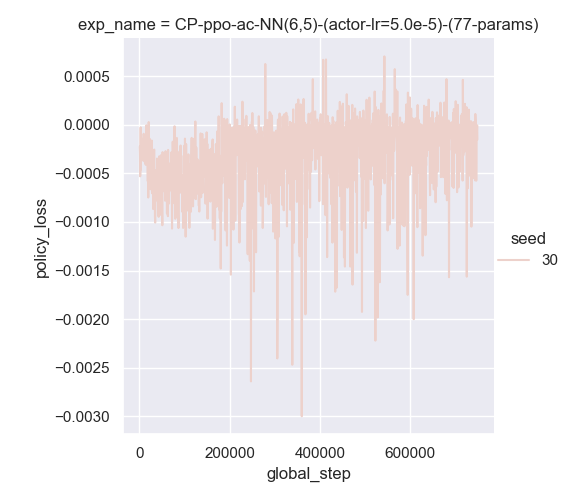 exp_name = CP-ppo-ac-NN(6,5)-(actor-lr=5.0e-5)-(77-params)
0.0005
0.0000
−0.0005
−0.0010
−0.0015
−0.0020
−0.0025
−0.0030
policy_loss
0 200000 400000 600000
global_step
seed
30